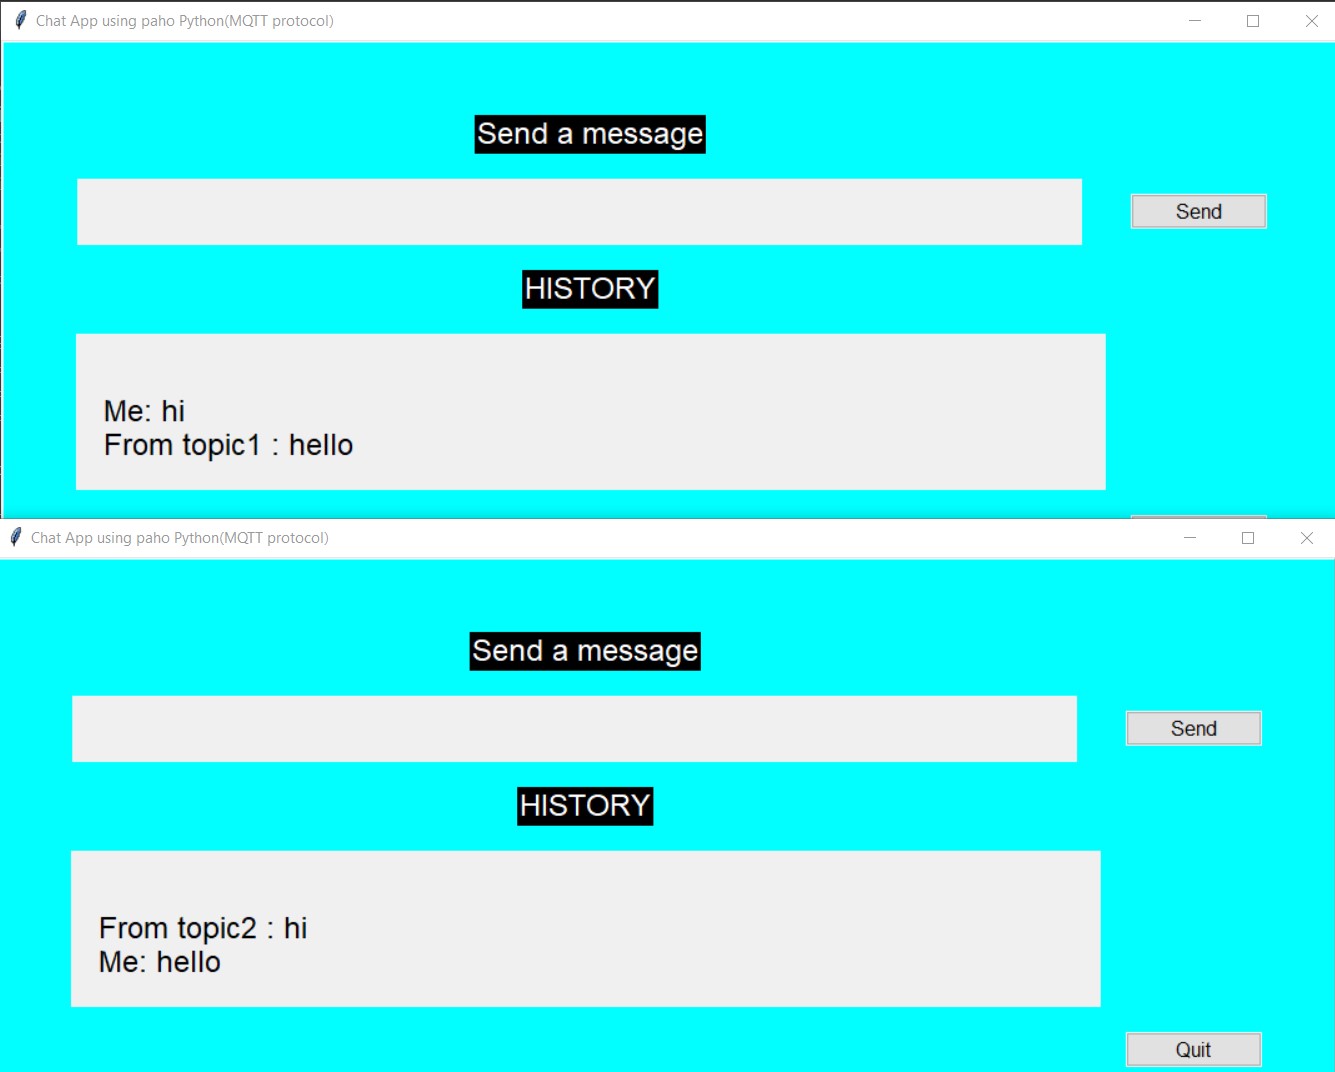 Chat App using paho Python(MQTT protocol)
Send a message
Send
HISTORY
Me: hi
From topic1 : hello
Chat App using paho Python(MQTT protocol)
Send a message
Send
HISTORY
From topic2 : hi
Me: hello
Quit